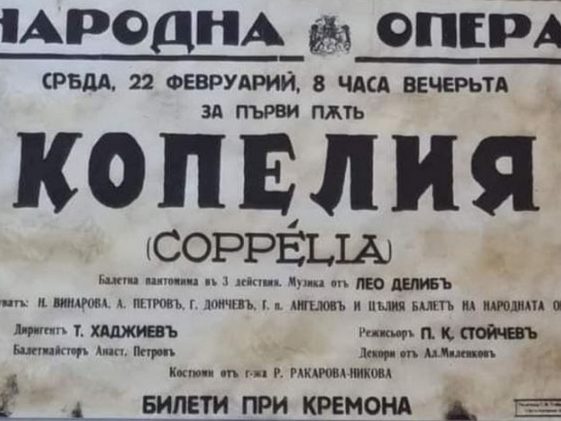 НАРОДНА ОПЕРА
СРѢДА, 22 ФЕВРУАРИЙ, 8 ЧАСА ВЕЧЕРЬТА
ЗА ПЪРВИ ПѪТЬ
КОПЕЛИЯ
(COPPÉLIA)
Балетна пантомима въ 3 действия. Музика отъ ЛЕО ДЕЛИБЪ
Н. ВИНАРОВА, А. ПЕТРОВЪ, Г. ДОНЧЕВЪ, Г. п. АНГЕЛОВЪ И ЦѢЛИЯ БАЛЕТ НА НАРОДНАТА
Диригентъ Т. ХАДЖИЕВЪ Режисьоръ П. К. СТОЙЧЕВЪ
Балетмайсторъ Анаст. Петровъ Декори отъ Ал. Миленковъ
Костюми отъ г-жа Р. РАКАРОВА-НИКОВА
БИЛЕТИ ПРИ КРЕМОНА